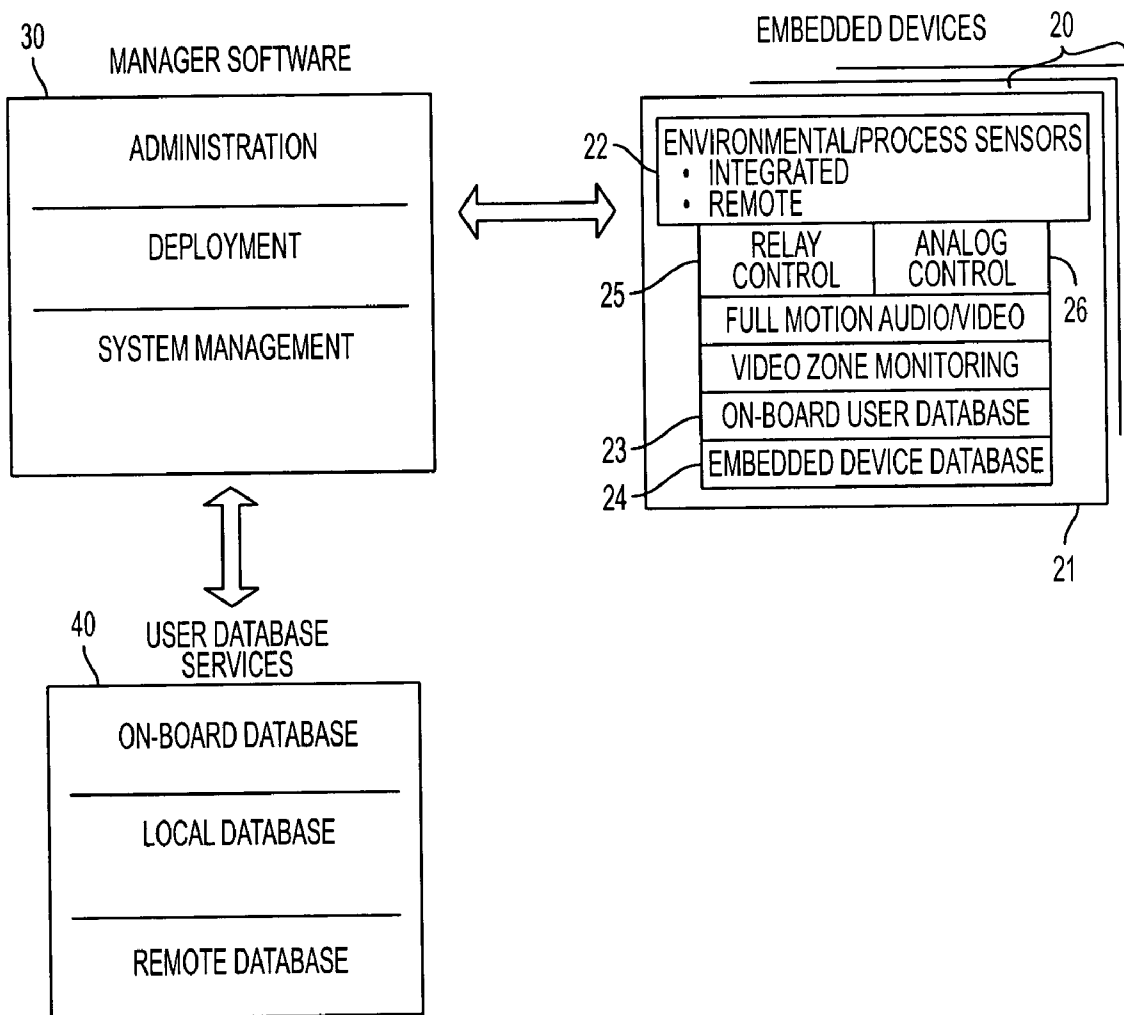 30
MANAGER SOFTWARE
ADMINISTRATION
DEPLOYMENT
SYSTEM MANAGEMENT
EMBEDDED DEVICES
20
22
ENVIRONMENTAL/PROCESS SENSORS
• INTEGRATED
• REMOTE
25
RELAY
CONTROL
ANALOG
CONTROL
26
FULL MOTION AUDIO/VIDEO
VIDEO ZONE MONITORING
23
ON-BOARD USER DATABASE
24
EMBEDDED DEVICE DATABASE
21
40
USER DATABASE
SERVICES
ON-BOARD DATABASE
LOCAL DATABASE
REMOTE DATABASE